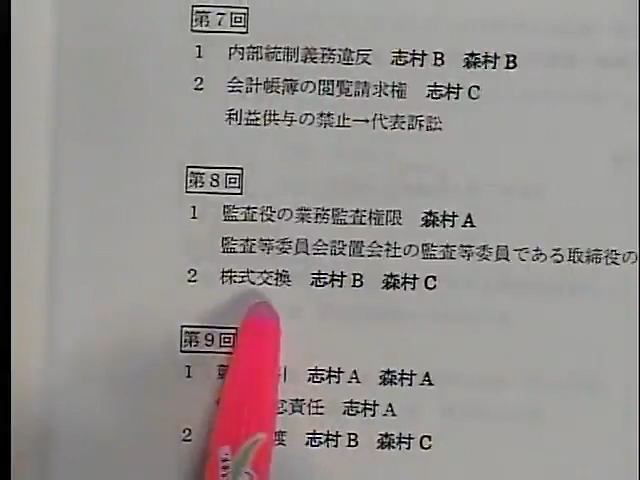 第7回
1 内部統制義務違反 志村B 森村B
2 会計帳簿の閲覧請求権 志村C
利益供与の禁止→代表訴訟
第8回
1 監査役の業務監査権限 森村A
監査等委員会設置会社の監査等委員である取締役の
2 株式交換 志村B 森村C
第9回
1 志村A 森村A
責任 志村A
2 渡 志村B 森村C